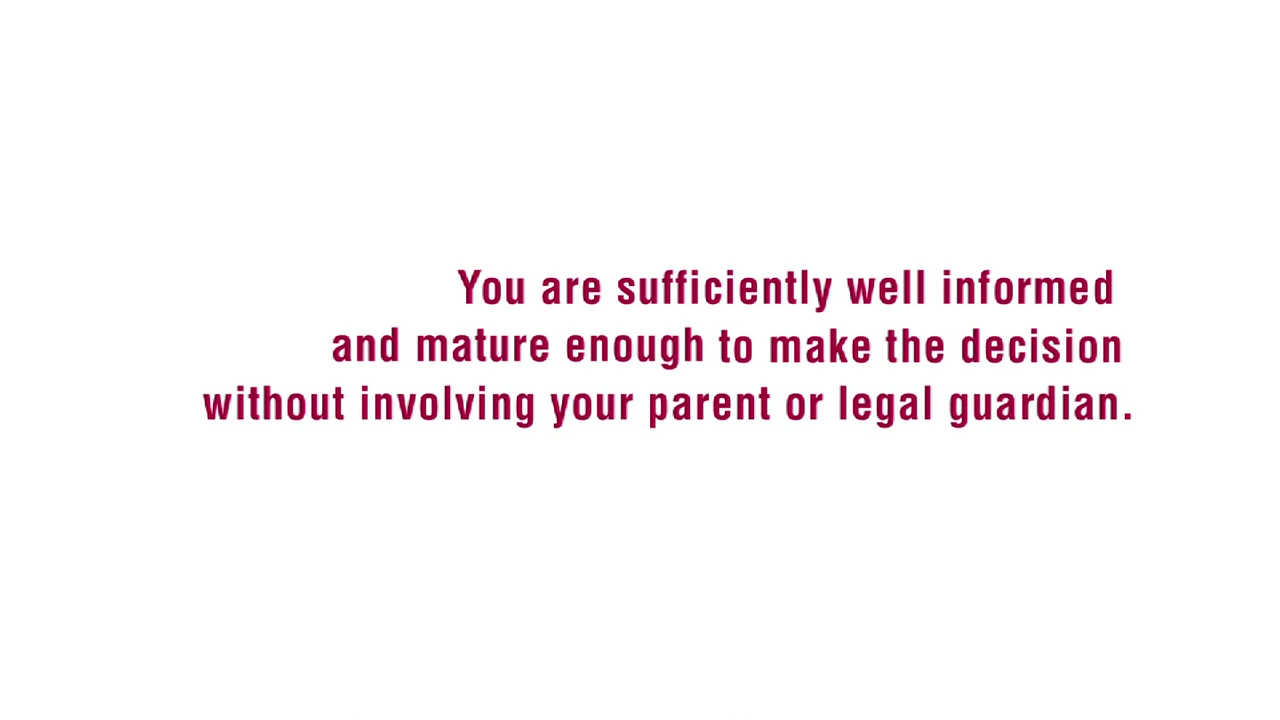 You are sufficiently well informed
and mature enough to make the decision
without involving your parent or legal guardian.